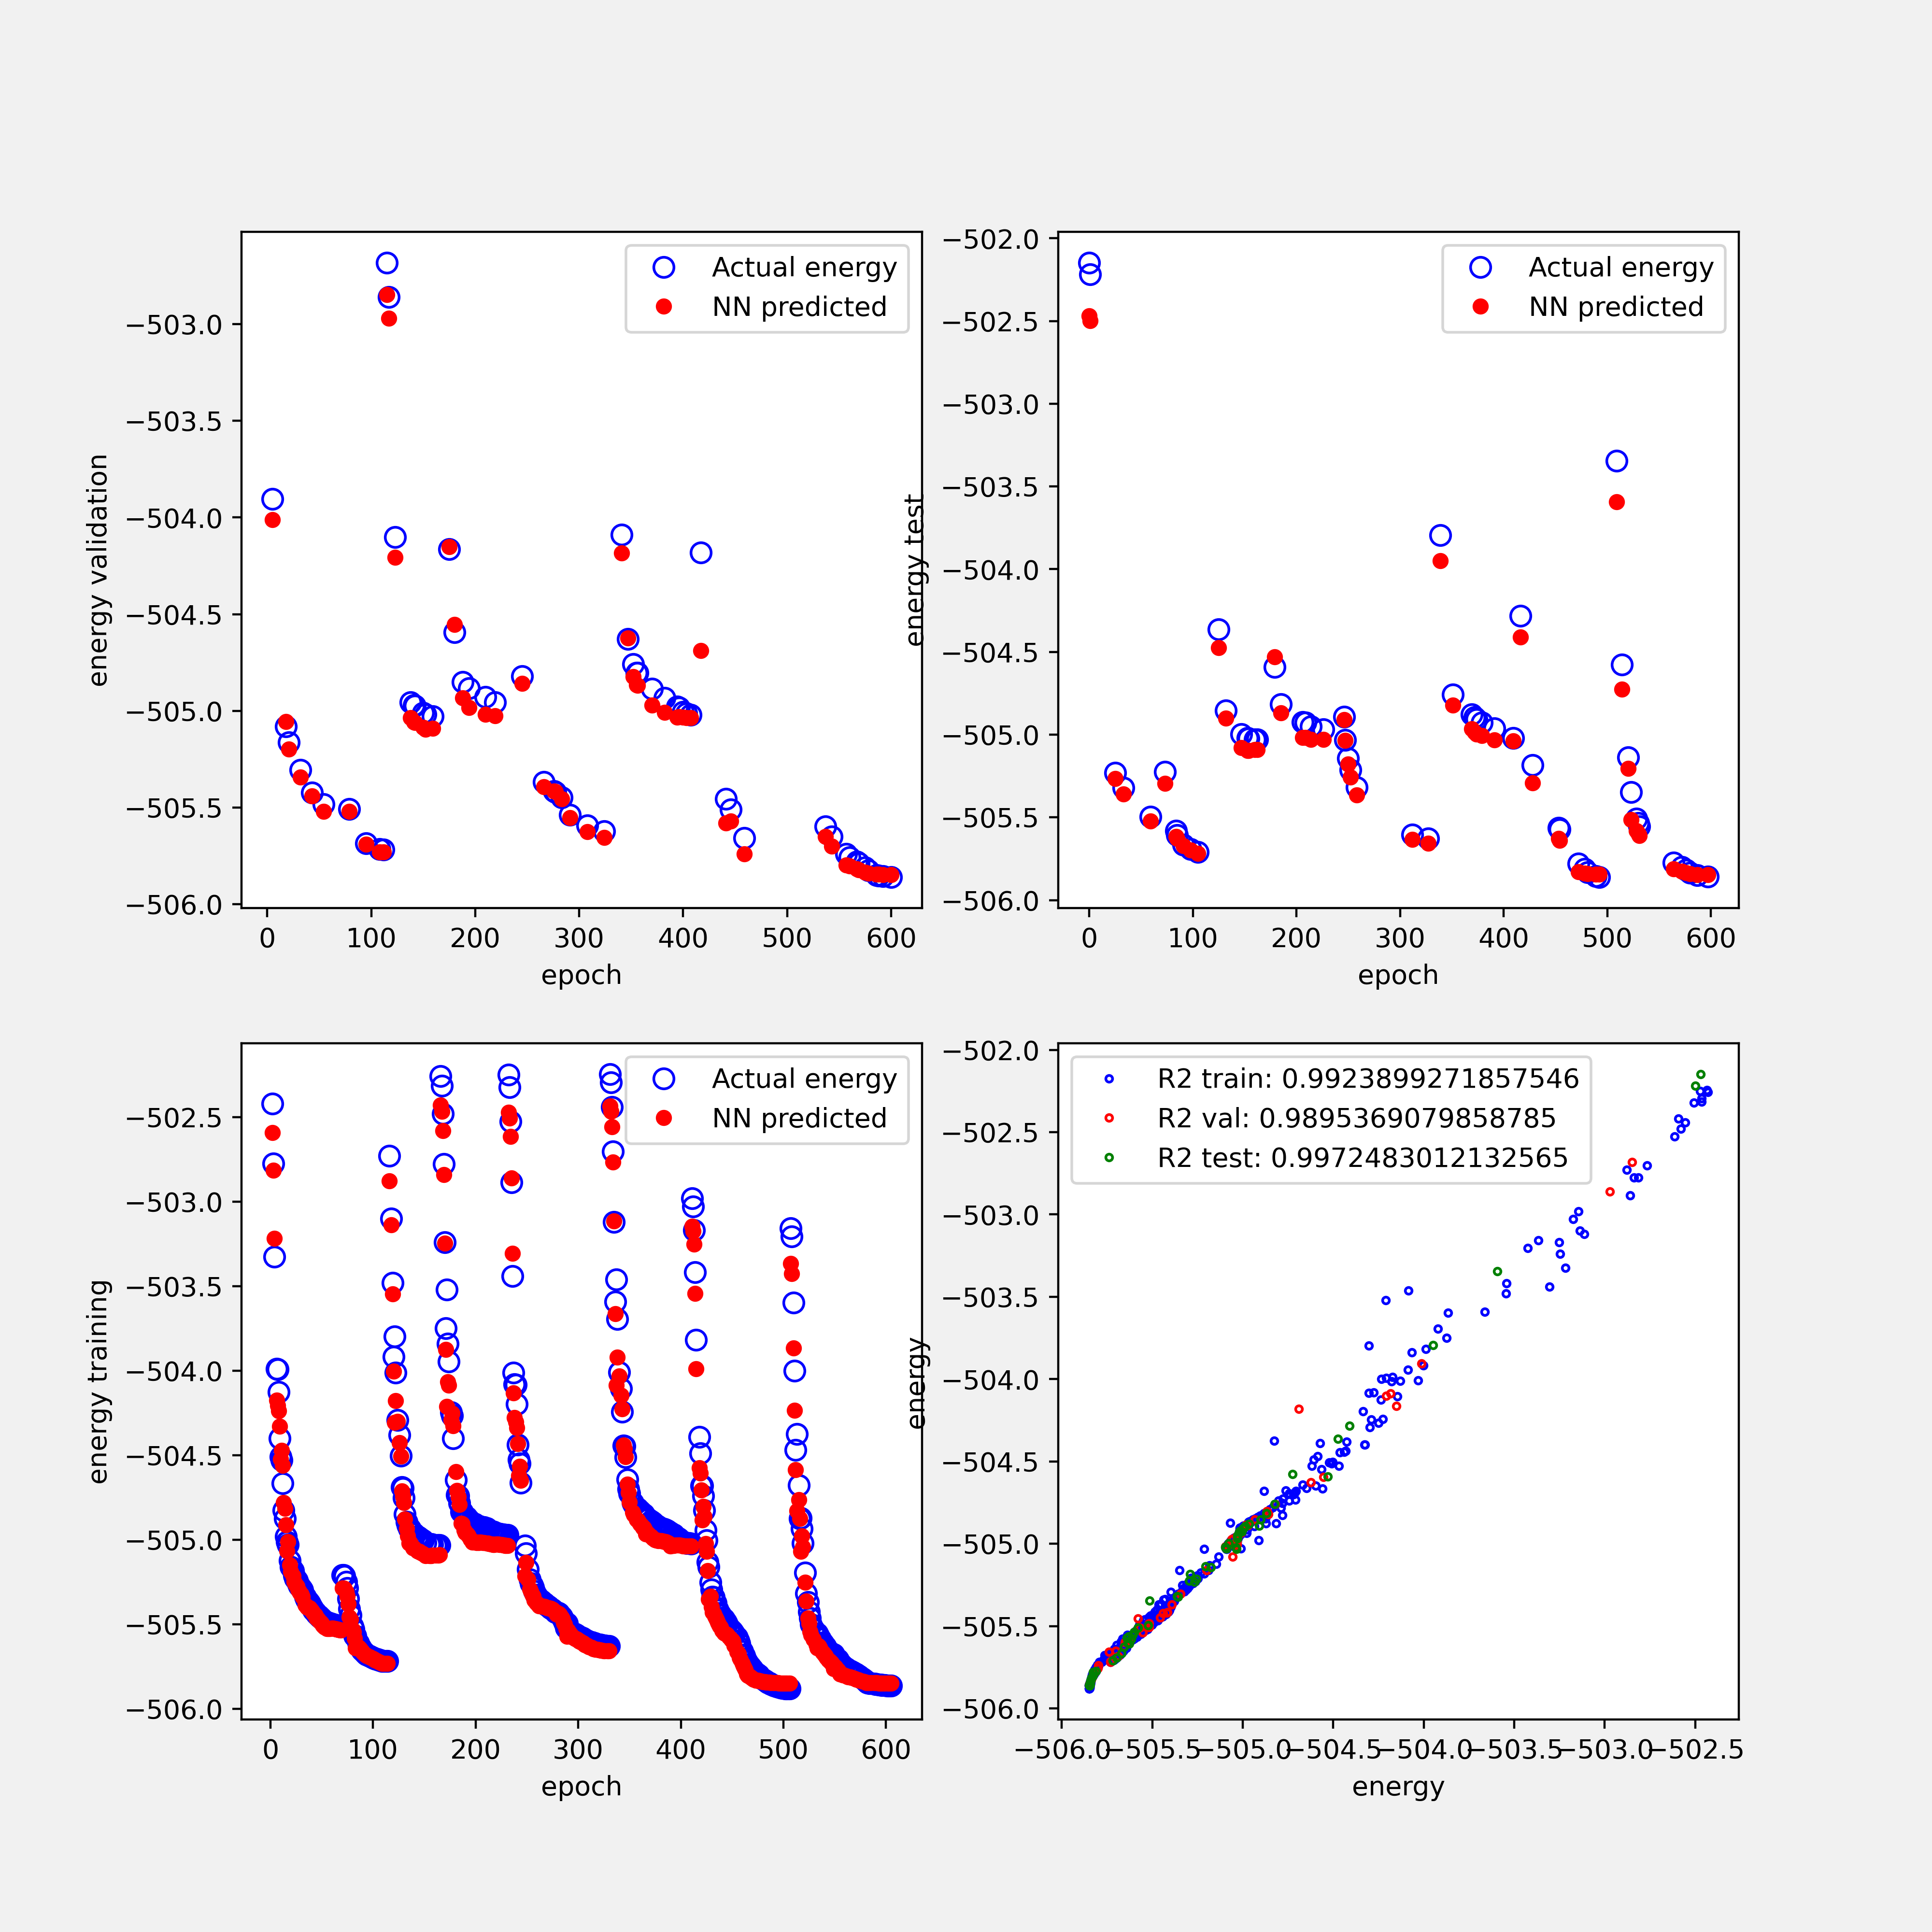 Actual energy
NN predicted
−503.0
−503.5
−504.0
−504.5
−505.0
−505.5
−506.0
energy validation
0 100 200 300 400 500 600
epoch
Actual energy
NN predicted
−502.0
−502.5
−503.0
−503.5
−504.0
−504.5
−505.0
−505.5
−506.0
energy test
0 100 200 300 400 500 600
epoch
Actual energy
NN predicted
−502.5
−503.0
−503.5
−504.0
−504.5
−505.0
−505.5
−506.0
energy training
0 100 200 300 400 500 600
epoch
R2 train: 0.9923899271857546
R2 val: 0.9895369079858785
R2 test: 0.9972483012132565
−502.0
−502.5
−503.0
−503.5
−504.0
−504.5
−505.0
−505.5
−506.0
energy
−506.0 −505.5 −505.0 −504.5 −504.0 −503.5 −503.0 −502.5
energy